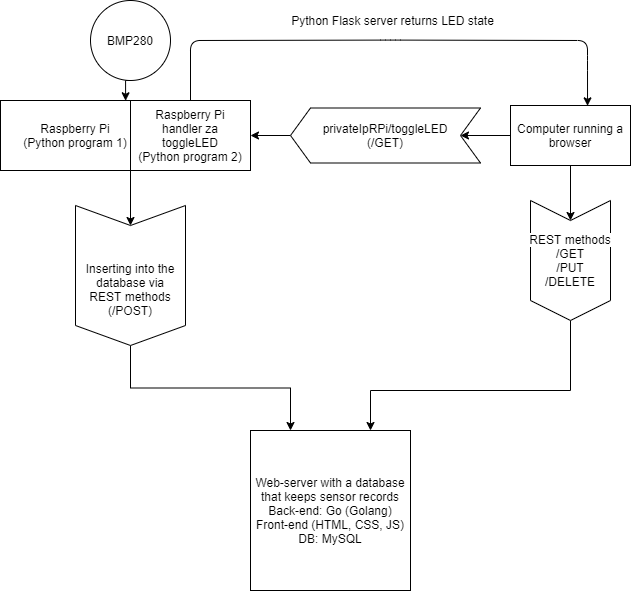 Python Flask server returns LED state
BMP280
Raspberry Pi
(Python program 1)
Raspberry Pi
handler za
toggleLED
(Python program 2)
privateIpRPi/toggleLED
(/GET)
Computer running a
browser
Inserting into the
database via
REST methods
(/POST)
REST methods
/GET
/PUT
/DELETE
Web-server with a database
that keeps sensor records
Back-end: Go (Golang)
Front-end (HTML, CSS, JS)
DB: MySQL